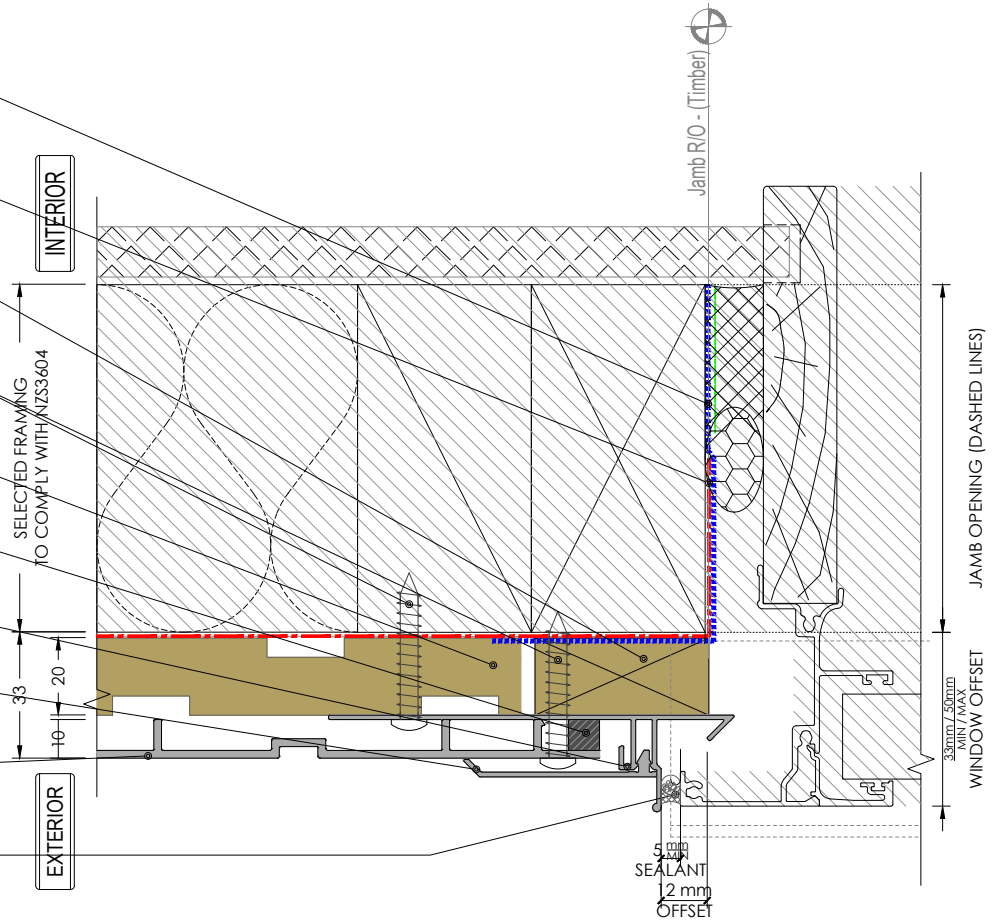 Jamb R/O - (Timber)
INTERIOR
SELECTED FRAMING
TO COMPLY WITH NZS3604
33
20
10
EXTERIOR
5 mm
MIN
SEALANT
12 mm
OFFSET
JAMB OPENING (DASHED LINES)
33mm / 50mm
MIN / MAX
WINDOW OFFSET